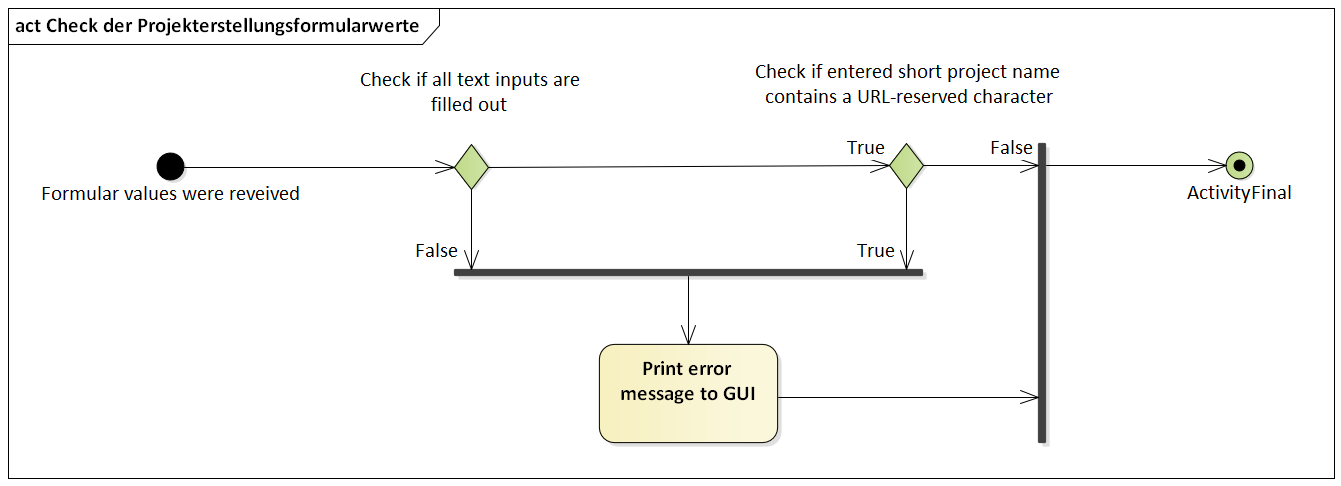 act Check der Projekterstellungsformularwerte
Check if all text inputs are
filled out
Check if entered short project name
contains a URL-reserved character
True
False
Formular values were reveived
ActivityFinal
False
True
Print error
message to GUI